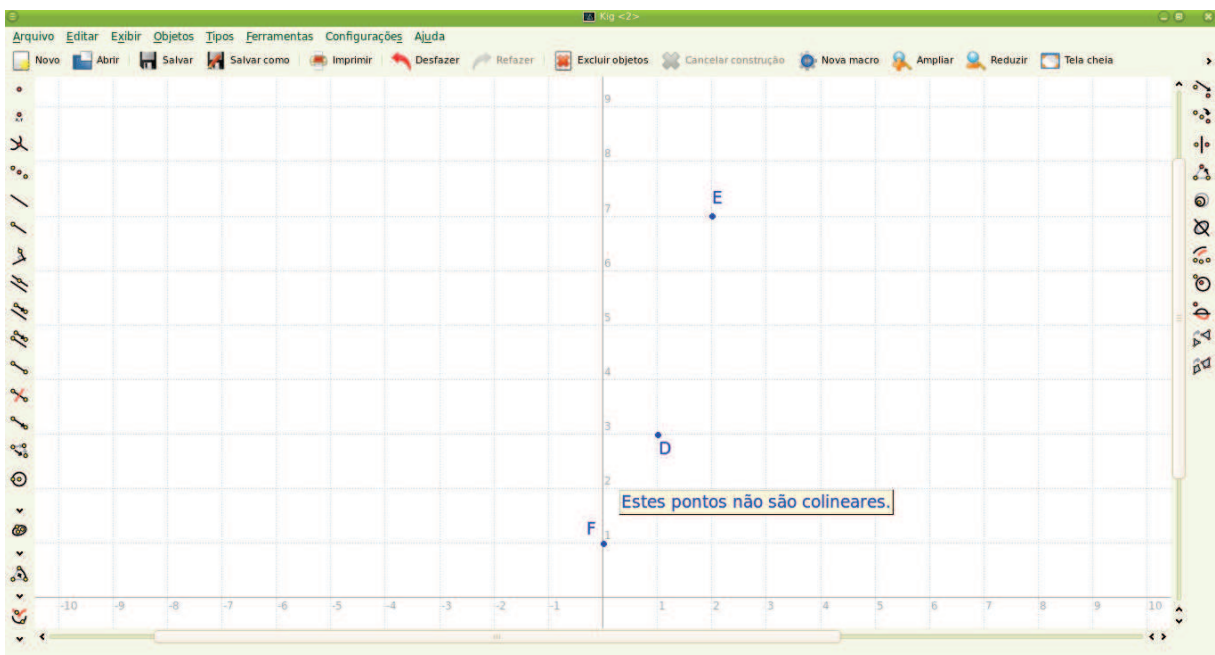 Kig <2>
Arquivo Editar Exibir Objetos Tipos Ferramentas Configurações Ajuda
Novo Abrir Salvar Salvar como Imprimir Desfazer Refazer Excluir objetos Cancelar construção Nova macro Ampliar Reduzir Tela cheia
9
8
E
7
6
5
4
3
D
2
Estes pontos não são colineares.
F
1
-10 -9 -8 -7 -6 -5 -4 -3 -2 -1 1 2 3 4 5 6 7 8 9 10